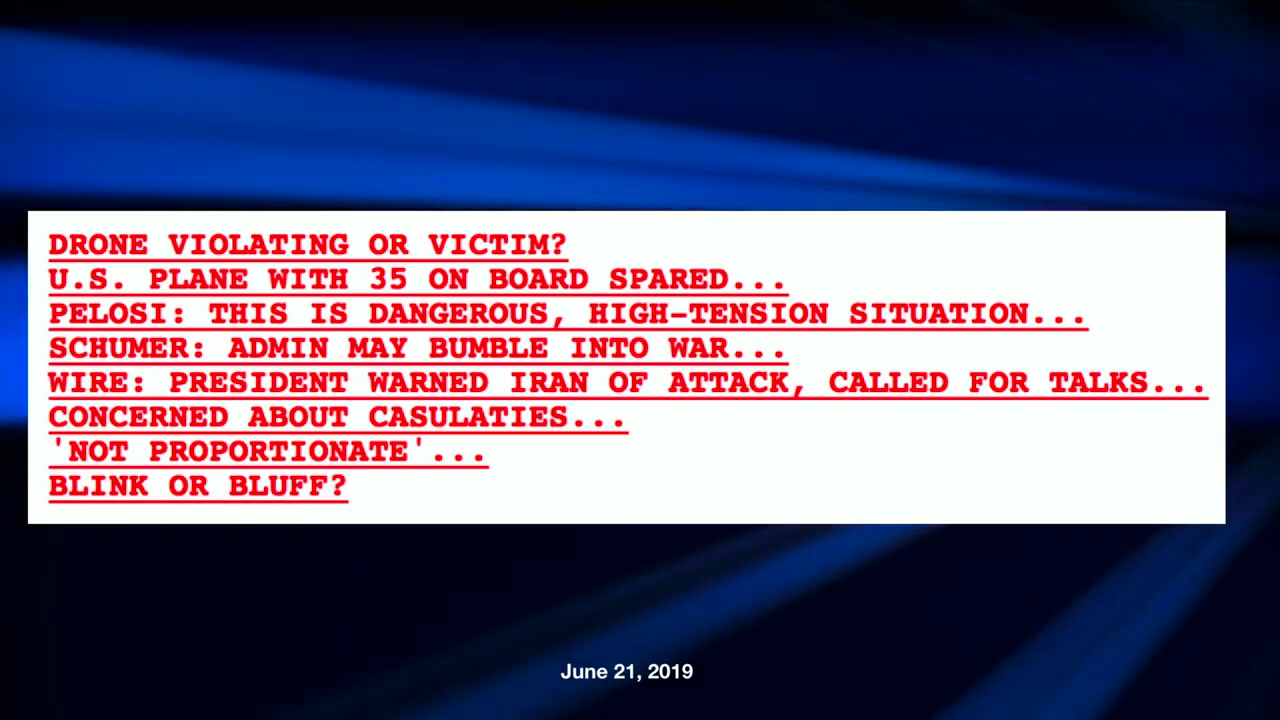 DRONE VIOLATING OR VICTIM?
U.S. PLANE WITH 35 ON BOARD SPARED...
PELOSI: THIS IS DANGEROUS, HIGH-TENSION SITUATION...
SCHUMER: ADMIN MAY BUMBLE INTO WAR...
WIRE: PRESIDENT WARNED IRAN OF ATTACK, CALLED FOR TALKS...
CONCERNED ABOUT CASULATIES...
'NOT PROPORTIONATE'...
BLINK OR BLUFF?
June 21, 2019